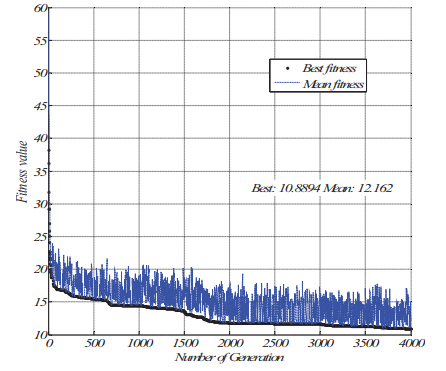 60
55
50
45
40
35
30
25
20
15
10
Fitness value
Best fitness
Mean fitness
Best: 10.8894 Mean: 12.162
0 500 1000 1500 2000 2500 3000 3500 4000
Number of Generation